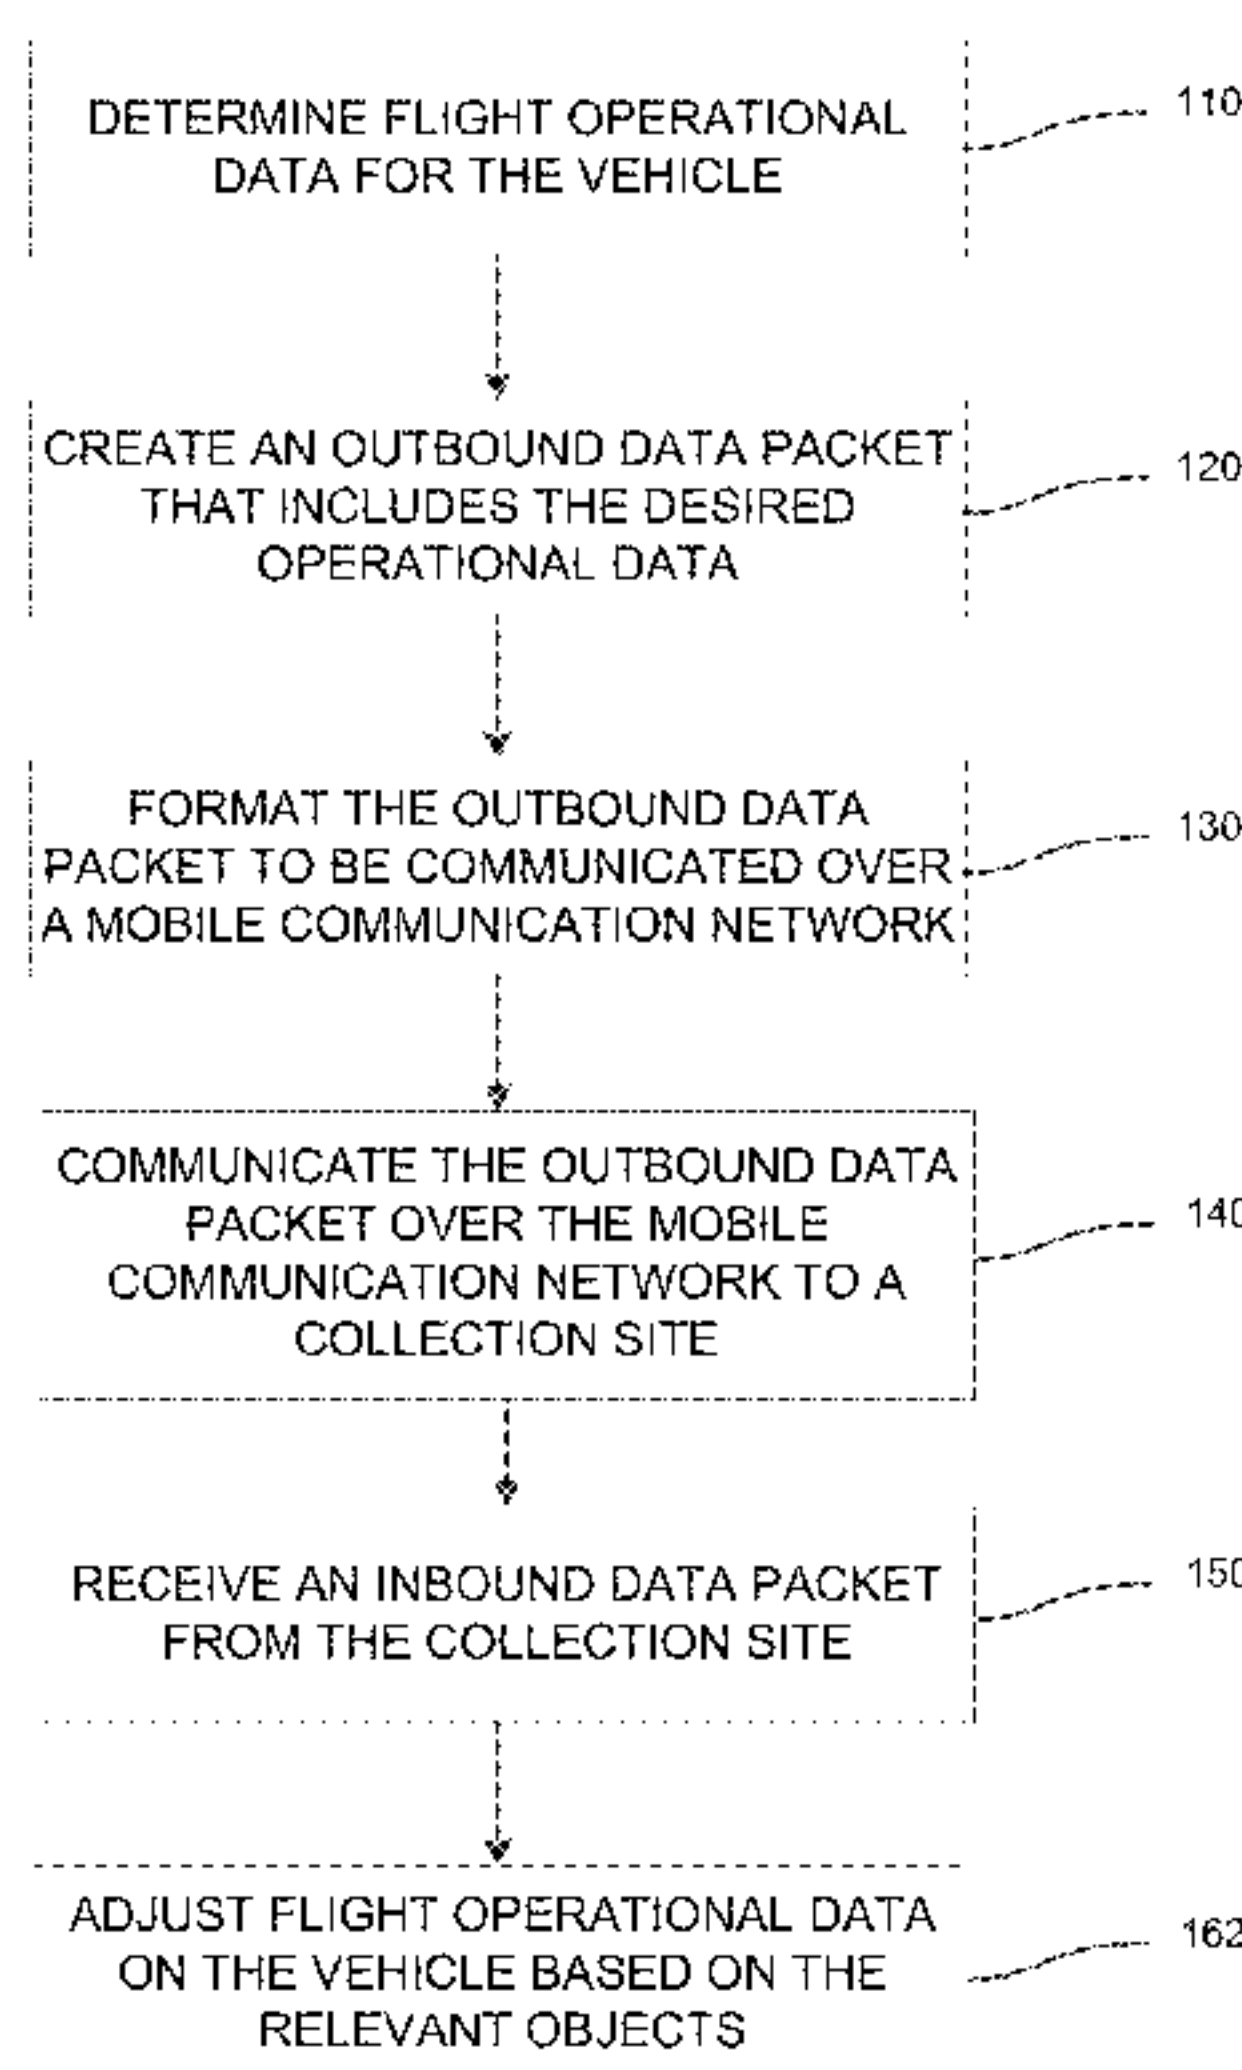 DETERMINE FLIGHT OPERATIONAL
DATA FOR THE VEHICLE
110
CREATE AN OUTBOUND DATA PACKET
THAT INCLUDES THE DESIRED
OPERATIONAL DATA
120
FORMAT THE OUTBOUND DATA
PACKET TO BE COMMUNICATED OVER
A MOBILE COMMUNICATION NETWORK
130
COMMUNICATE THE OUTBOUND DATA
PACKET OVER THE MOBILE
COMMUNICATION NETWORK TO A
COLLECTION SITE
140
RECEIVE AN INBOUND DATA PACKET
FROM THE COLLECTION SITE
150
ADJUST FLIGHT OPERATIONAL DATA
ON THE VEHICLE BASED ON THE
RELEVANT OBJECTS
162